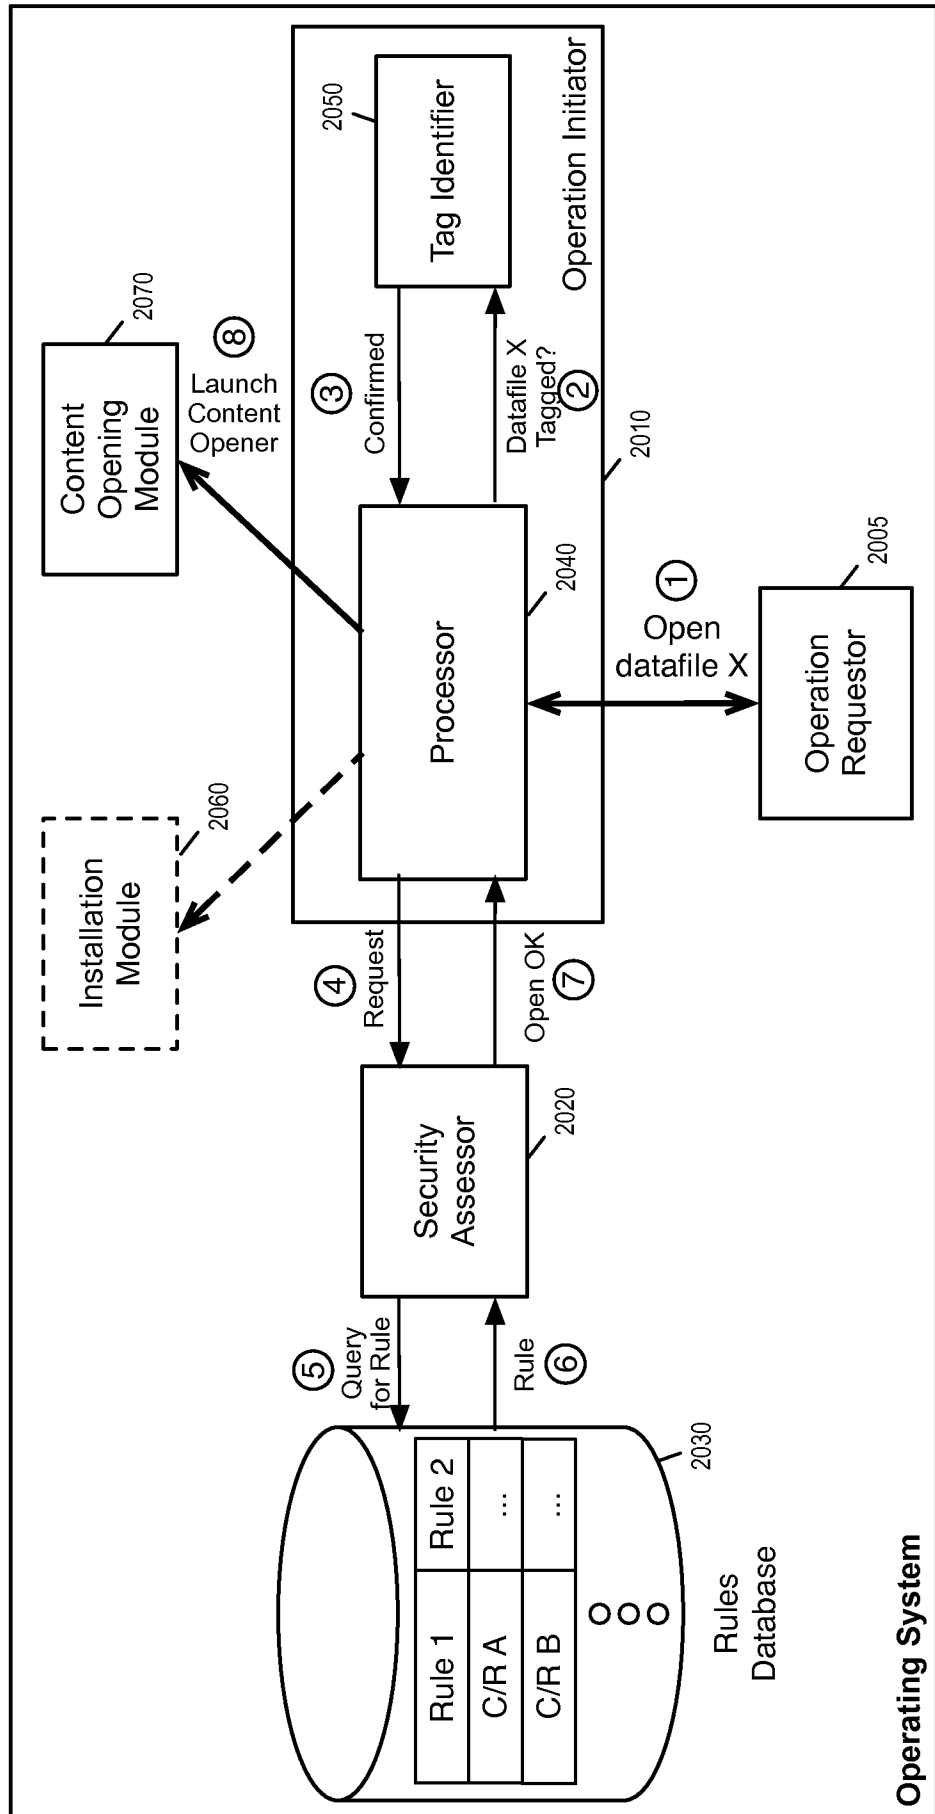 Installation
Module
2060
Content
Opening
Module
2070
8
Launch
Content
Opener
5
Query
for Rule
4
Request
3
Confirmed
2050
Rule 1
Rule 2
C/R A
...
C/R B
...
Security
Assessor
2020
Processor
2040
Tag Identifier
Rule
6
Open OK
7
Datafile X
Tagged?
2
Operation Initiator
2010
2030
Rules
Database
1
Open
datafile X
Operation
Requestor
2005
Operating System